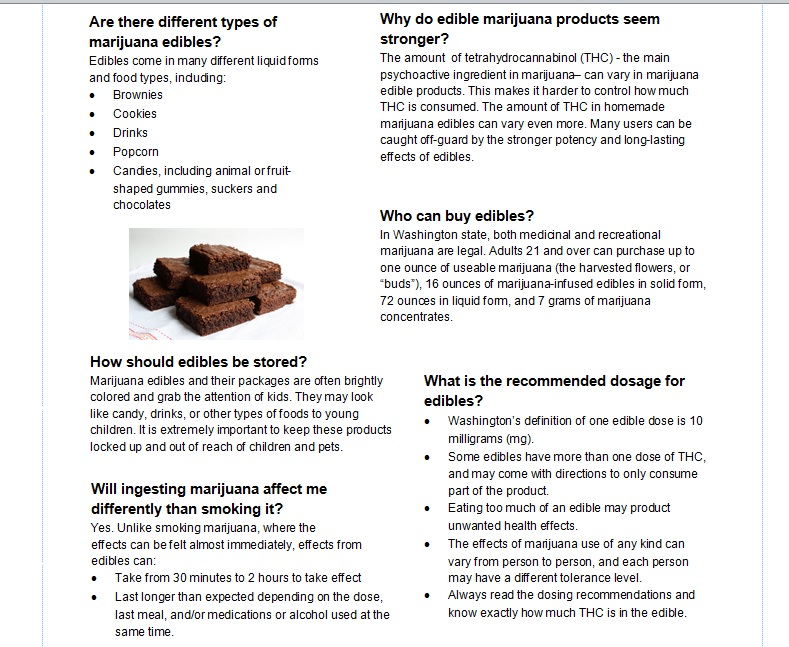 Are there different types of
marijuana edibles?
Edibles come in many different liquid forms
and food types, including:
• Brownies
• Cookies
• Drinks
• Popcorn
• Candies, including animal or fruit-
shaped gummies, suckers and
chocolates
How should edibles be stored?
Marijuana edibles and their packages are often brightly
colored and grab the attention of kids. They may look
like candy, drinks, or other types of foods to young
children. It is extremely important to keep these products
locked up and out of reach of children and pets.
Will ingesting marijuana affect me
differently than smoking it?
Yes. Unlike smoking marijuana, where the
effects can be felt almost immediately, effects from
edibles can:
• Take from 30 minutes to 2 hours to take effect
• Last longer than expected depending on the dose,
last meal, and/or medications or alcohol used at the
same time.
Why do edible marijuana products seem
stronger?
The amount of tetrahydrocannabinol (THC) - the main
psychoactive ingredient in marijuana– can vary in marijuana
edible products. This makes it harder to control how much
THC is consumed. The amount of THC in homemade
marijuana edibles can vary even more. Many users can be
caught off-guard by the stronger potency and long-lasting
effects of edibles.
Who can buy edibles?
In Washington state, both medicinal and recreational
marijuana are legal. Adults 21 and over can purchase up to
one ounce of useable marijuana (the harvested flowers, or
“buds”), 16 ounces of marijuana-infused edibles in solid form,
72 ounces in liquid form, and 7 grams of marijuana
concentrates.
What is the recommended dosage for
edibles?
• Washington’s definition of one edible dose is 10
milligrams (mg).
• Some edibles have more than one dose of THC,
and may come with directions to only consume
part of the product.
• Eating too much of an edible may product
unwanted health effects.
• The effects of marijuana use of any kind can
vary from person to person, and each person
may have a different tolerance level.
• Always read the dosing recommendations and
know exactly how much THC is in the edible.